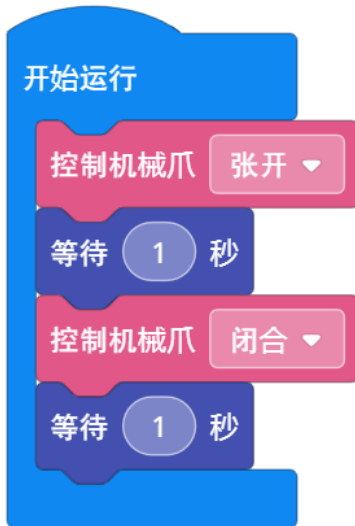 开始运行
控制机械爪 张开
等待 1 秒
控制机械爪 闭合
等待 1 秒